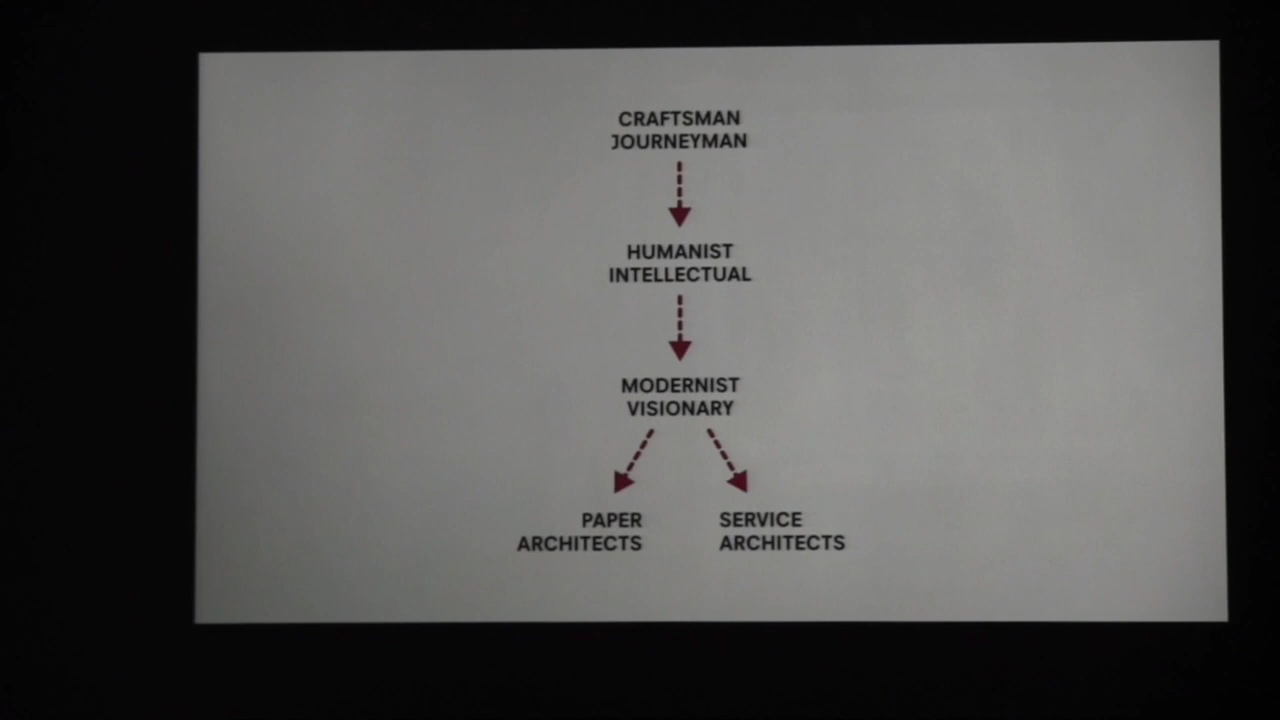 CRAFTSMAN
JOURNEYMAN
HUMANIST
INTELLECTUAL
MODERNIST
VISIONARY
PAPER
ARCHITECTS
SERVICE
ARCHITECTS